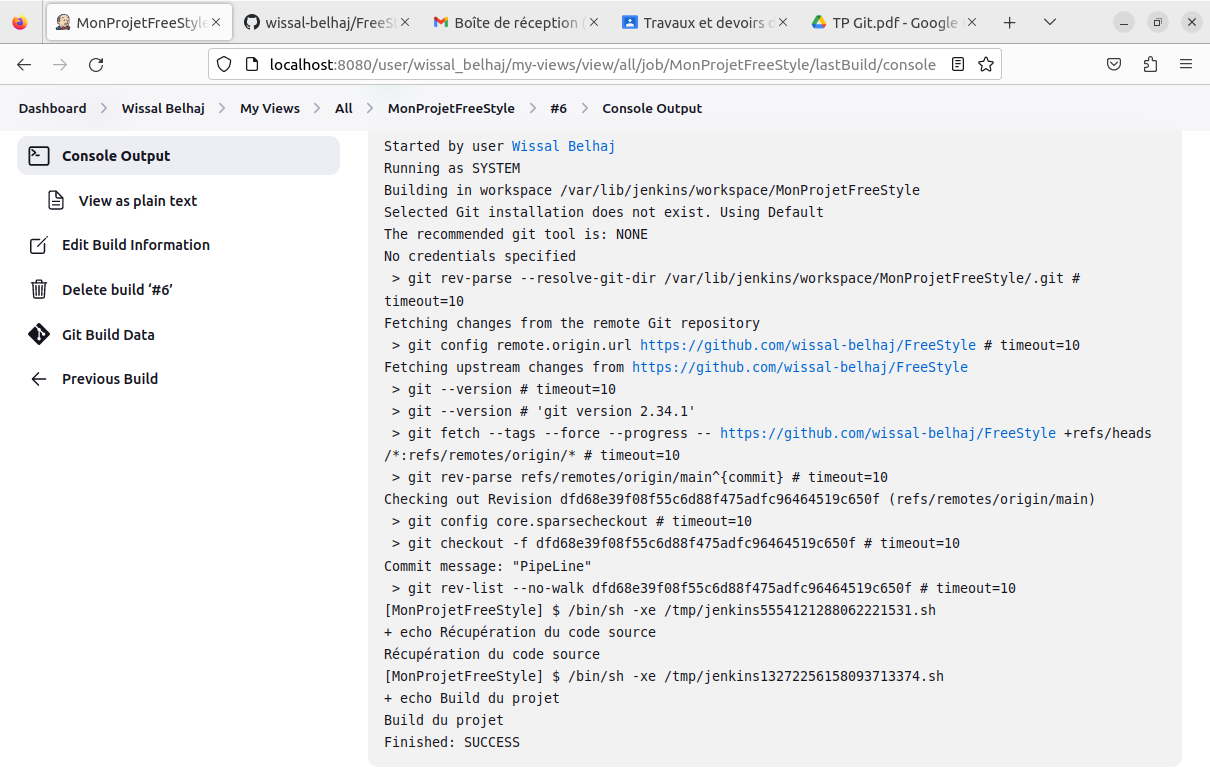 MonProjetFreeStyle
wissal-belhaj/FreeS
Boîte de réception
Travaux et devoirs
TP Git.pdf - Google
localhost:8080/user/wissal_belhaj/my-views/view/all/job/MonProjetFreeStyle/lastBuild/console
Dashboard > Wissal Belhaj > My Views > All > MonProjetFreeStyle > #6 > Console Output
Console Output
View as plain text
Edit Build Information
Delete build ‘#6’
Git Build Data
Previous Build
Started by user Wissal Belhaj
Running as SYSTEM
Building in workspace /var/lib/jenkins/workspace/MonProjetFreeStyle
Selected Git installation does not exist. Using Default
The recommended git tool is: NONE
No credentials specified
> git rev-parse --resolve-git-dir /var/lib/jenkins/workspace/MonProjetFreeStyle/.git #
timeout=10
Fetching changes from the remote Git repository
> git config remote.origin.url https://github.com/wissal-belhaj/FreeStyle # timeout=10
Fetching upstream changes from https://github.com/wissal-belhaj/FreeStyle
> git --version # timeout=10
> git --version # 'git version 2.34.1'
> git fetch --tags --force --progress -- https://github.com/wissal-belhaj/FreeStyle +refs/heads
/*:refs/remotes/origin/* # timeout=10
> git rev-parse refs/remotes/origin/main^{commit} # timeout=10
Checking out Revision dfd68e39f08f55c6d88f475adfc96464519c650f (refs/remotes/origin/main)
> git config core.sparsecheckout # timeout=10
> git checkout -f dfd68e39f08f55c6d88f475adfc96464519c650f # timeout=10
Commit message: "PipeLine"
> git rev-list --no-walk dfd68e39f08f55c6d88f475adfc96464519c650f # timeout=10
[MonProjetFreeStyle] $ /bin/sh -xe /tmp/jenkins5554121288062221531.sh
+ echo Récupération du code source
Récupération du code source
[MonProjetFreeStyle] $ /bin/sh -xe /tmp/jenkins13272256158093713374.sh
+ echo Build du projet
Build du projet
Finished: SUCCESS